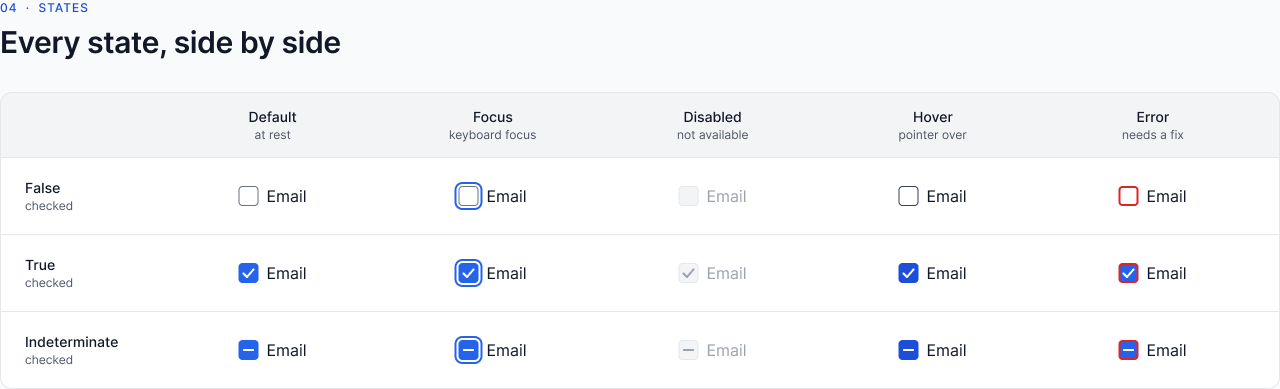 04 · STATES
Every state, side by side
Default Focus Disabled Hover Error
at rest keyboard focus not available pointer over needs a fix
False
checked
Email Email Email Email Email
True
checked
Email Email Email Email Email
Indeterminate
checked
Email Email Email Email Email